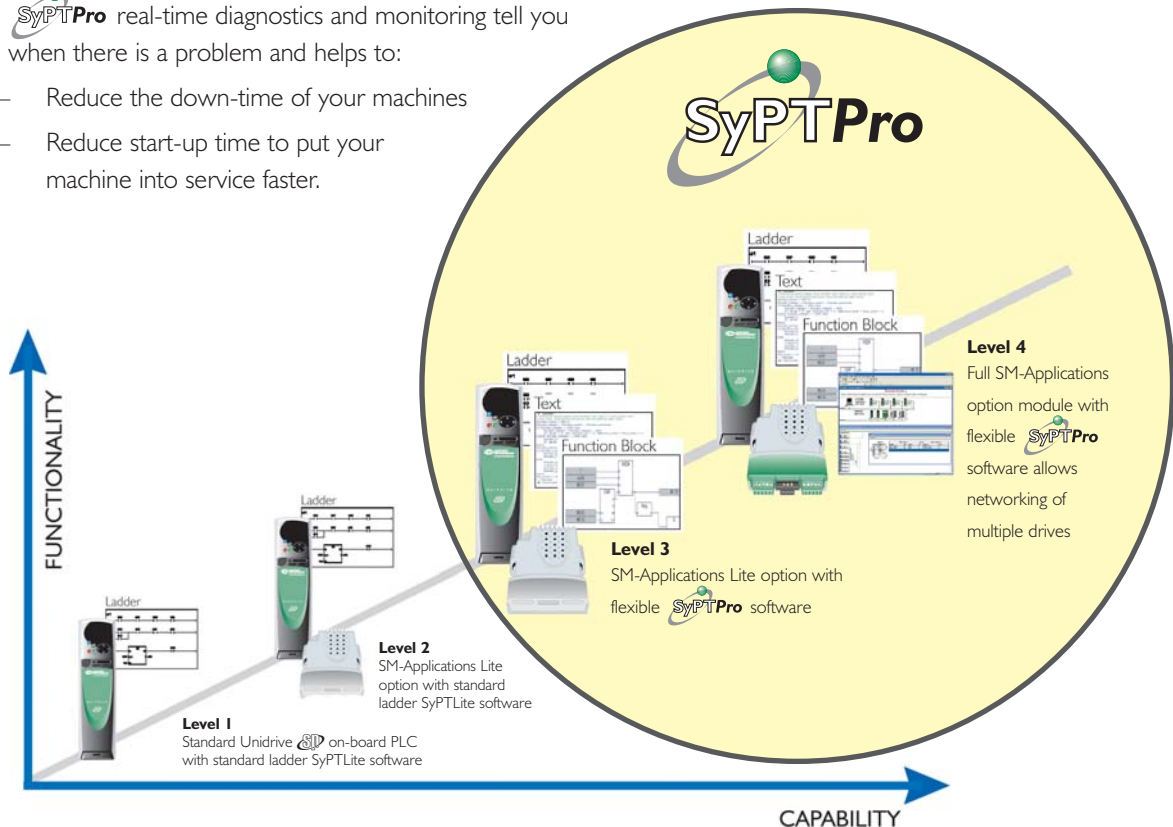 SyPTPro real-time diagnostics and monitoring tell you
when there is a problem and helps to:
– Reduce the down-time of your machines
– Reduce start-up time to put your
machine into service faster.
SyPTPro
FUNCTIONALITY
Ladder
Text
Function Block
Level 4
Full SM-Applications
option module with
flexible SyPTPro
software allows
networking of
multiple drives
Ladder
Text
Function Block
Level 3
SM-Applications Lite option with
flexible SyPTPro software
Ladder
Level 2
SM-Applications Lite
option with standard
ladder SyPTLite software
Ladder
Level 1
Standard Unidrive SP on-board PLC
with standard ladder SyPTLite software
CAPABILITY